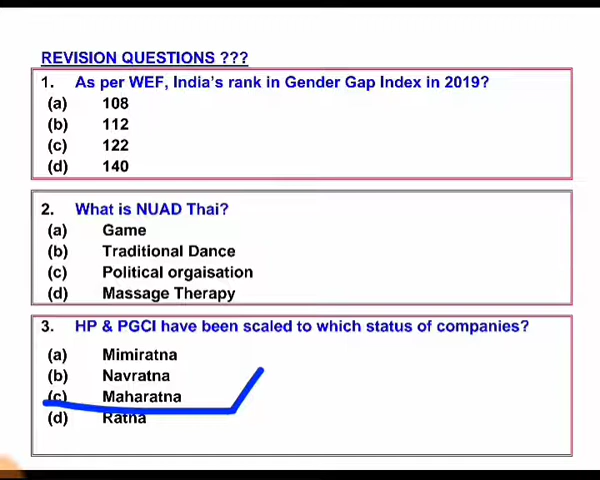 REVISION QUESTIONS ???
1. As per WEF, India's rank in Gender Gap Index in 2019?
(a) 108
(b) 112
(c) 122
(d) 140
2. What is NUAD Thai?
(a) Game
(b) Traditional Dance
(c) Political orgaisation
(d) Massage Therapy
3. HP & PGCI have been scaled to which status of companies?
(a) Mimiratna
(b) Navratna
(c) Maharatna
(d) Ratna